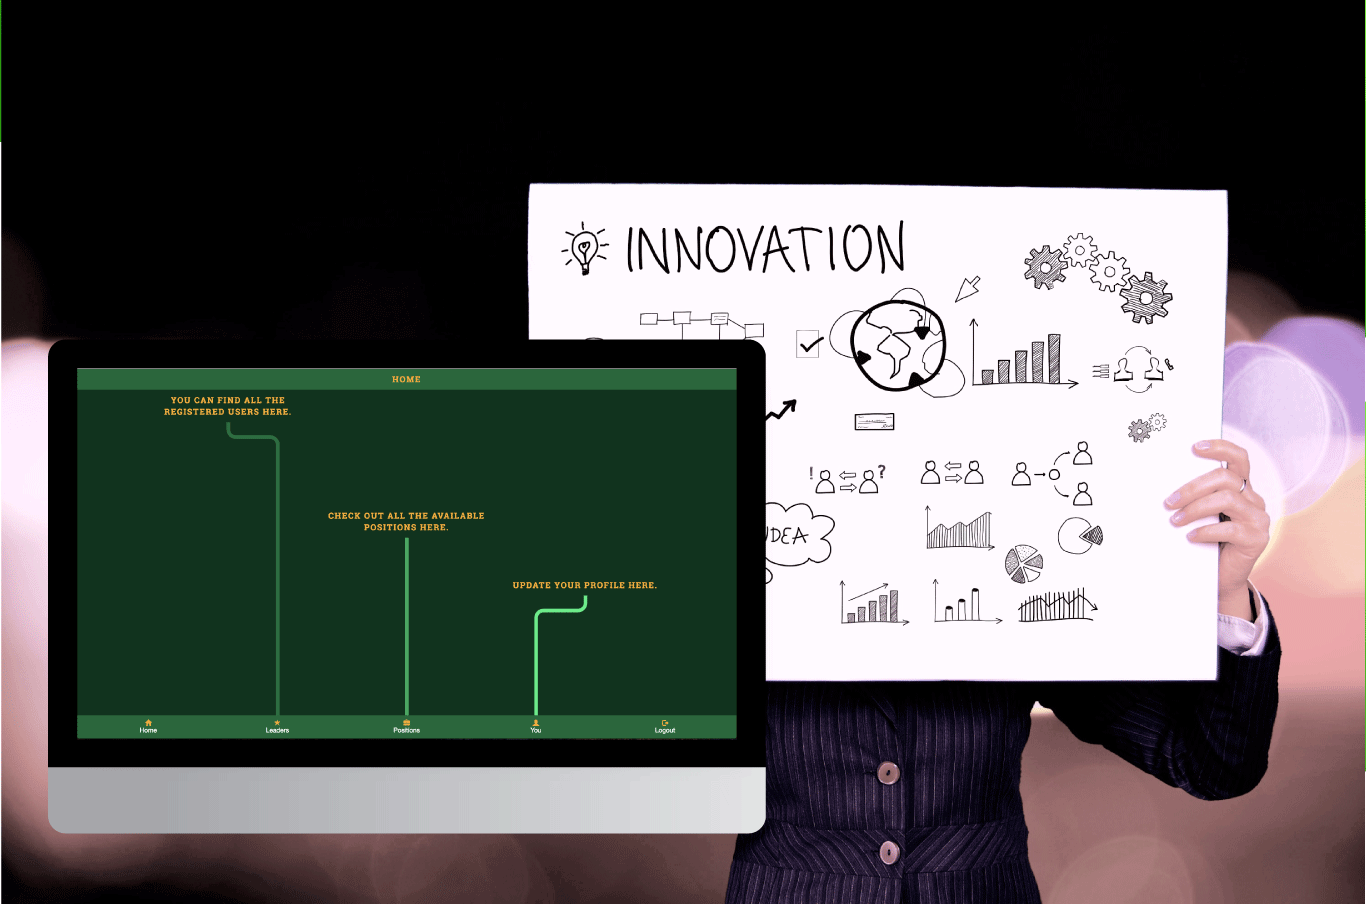 INNOVATION
! ?
IDEA
HOME
YOU CAN FIND ALL THE
REGISTERED USERS HERE.
CHECK OUT ALL THE AVAILABLE
POSITIONS HERE.
UPDATE YOUR PROFILE HERE.
Home Leaders Positions You Logout